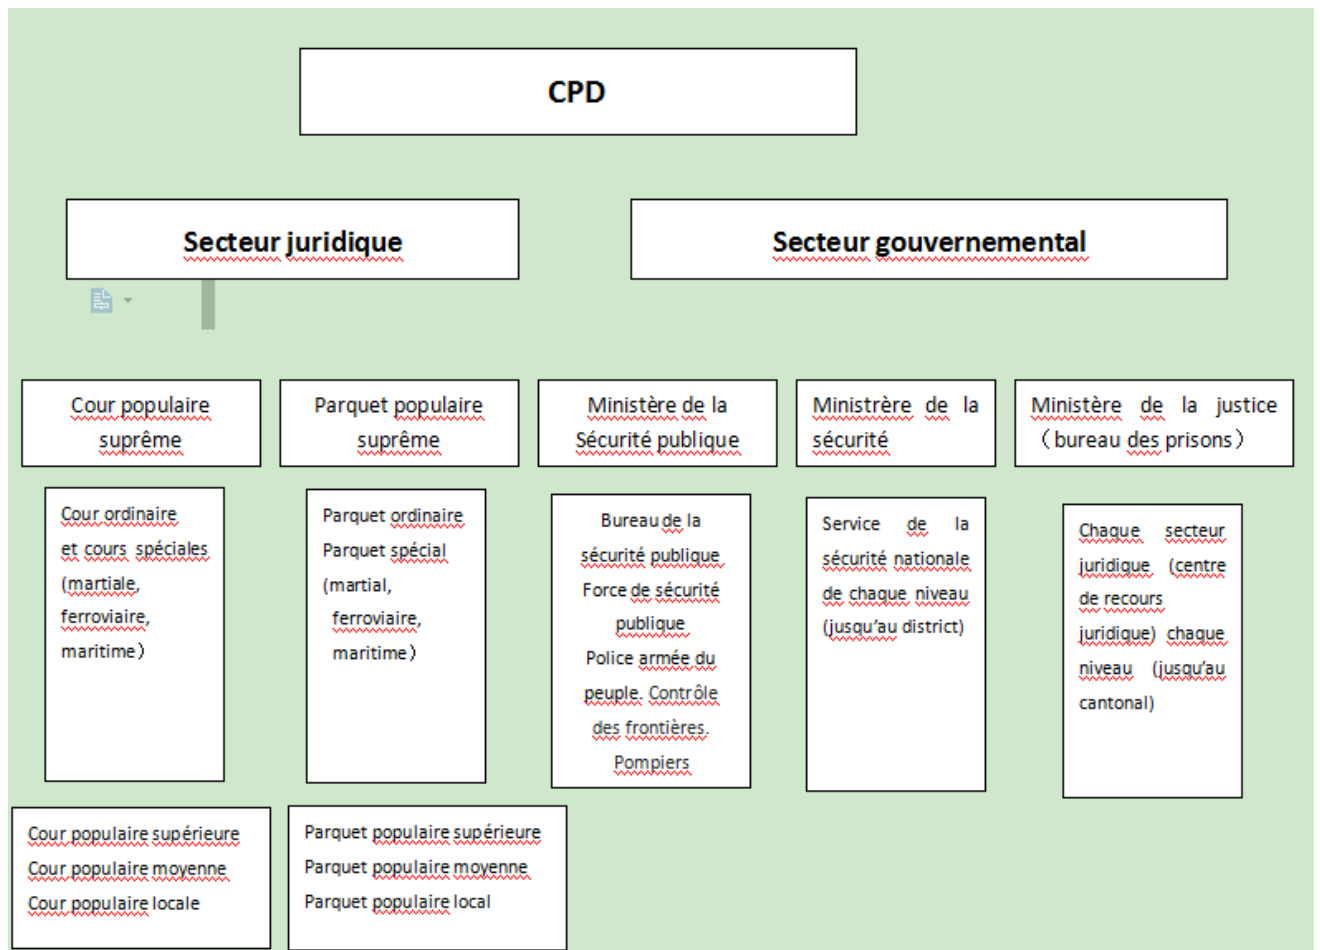 CPD
Secteur juridique
Secteur gouvernemental
Cour populaire
suprême
Parquet populaire
suprême
Ministère de la
Sécurité publique
Ministrère de la
sécurité
Ministère de la justice
（bureau des prisons）
Cour ordinaire
et cours spéciales
(martiale,
ferroviaire,
maritime）
Parquet ordinaire
Parquet spécial
(martial,
ferroviaire,
maritime）
Bureau de la
sécurité publique
Force de sécurité
publique
Police armée du
peuple. Contrôle
des frontières.
Pompiers
Service de la
sécurité nationale
de chaque niveau
(jusqu’au district)
Chaque secteur
juridique (centre
de recours
juridique) chaque
niveau (jusqu’au
cantonal)
Cour populaire supérieure
Cour populaire moyenne
Cour populaire locale
Parquet populaire supérieure
Parquet populaire moyenne
Parquet populaire local